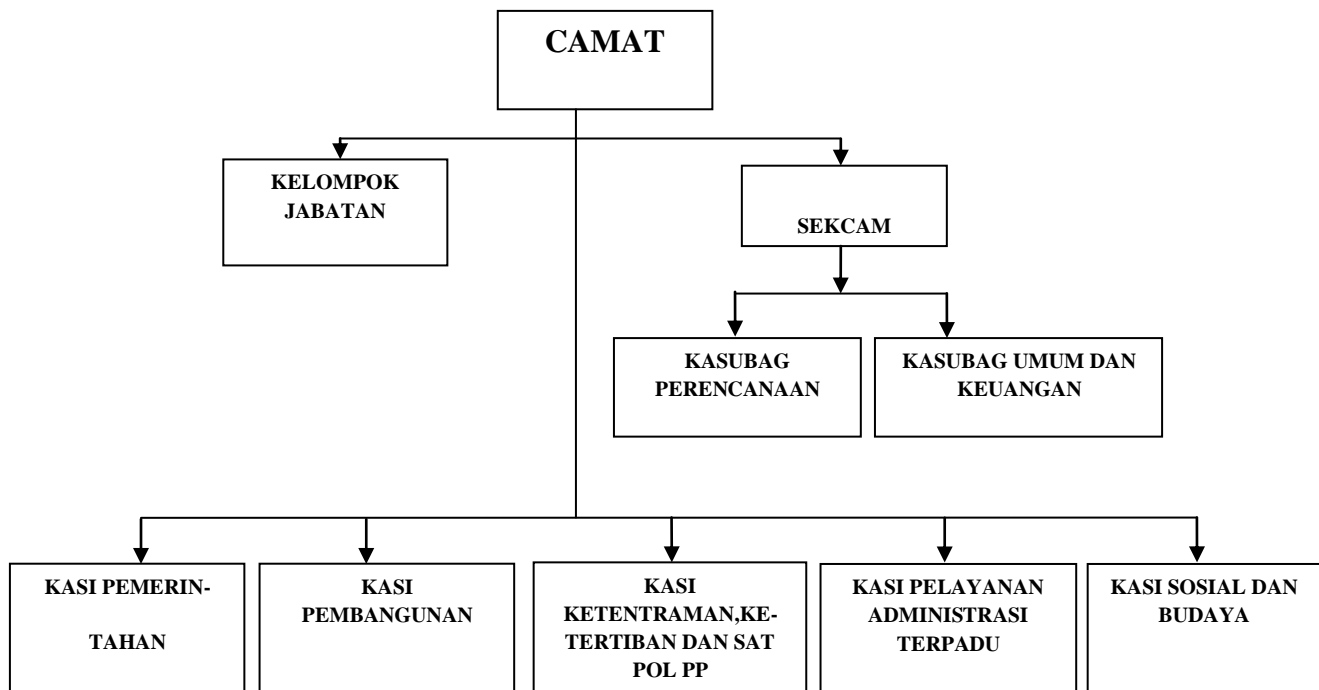 CAMAT
KELOMPOK
JABATAN
SEKCAM
KASUBAG
PERENCANAAN
KASUBAG UMUM DAN
KEUANGAN
KASI PEMERIN-
TAHAN
KASI
PEMBANGUNAN
KASI
KETENTRAMAN,KE-
TERTIBAN DAN SAT
POL PP
KASI PELAYANAN
ADMINISTRASI
TERPADU
KASI SOSIAL DAN
BUDAYA